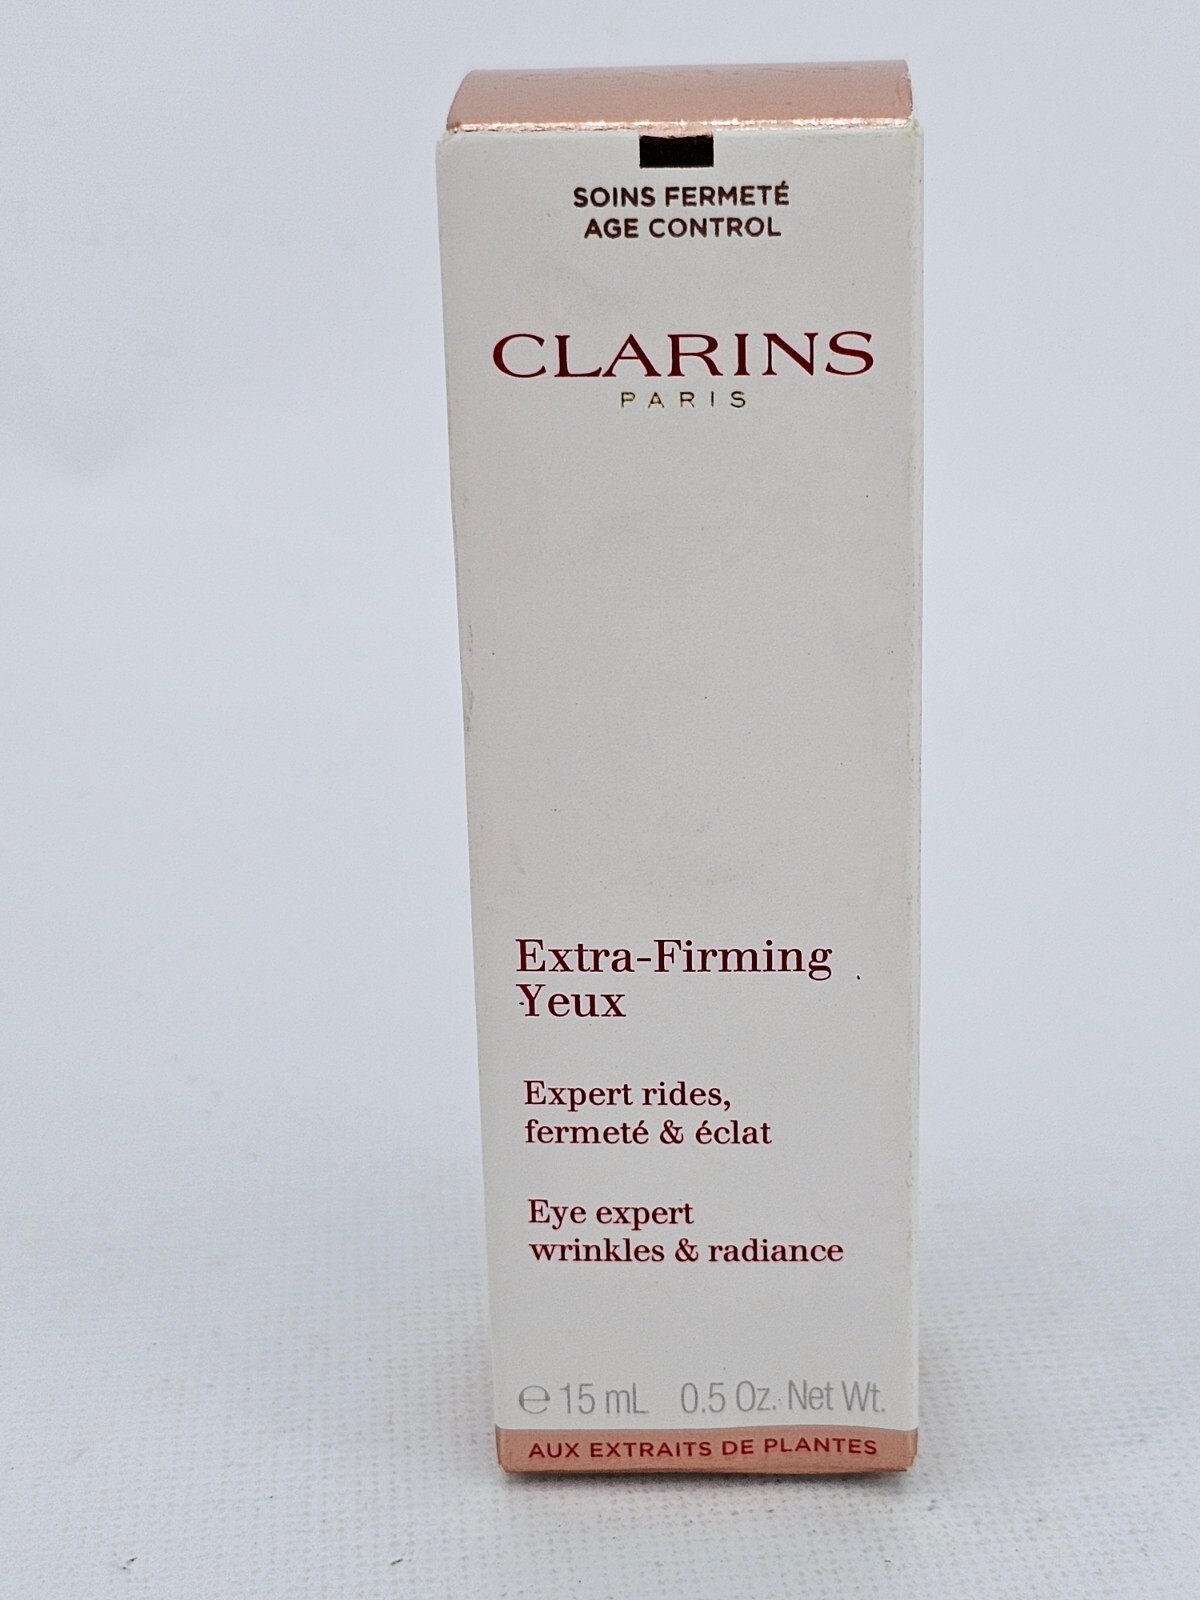 SOINS FERMETÉ
AGE CONTROL
CLARINS
PARIS
Extra-Firming
Yeux
Expert rides,
fermeté & éclat
Eye expert
wrinkles & radiance
℮ 15 mL 0.5 Oz. Net Wt.
AUX EXTRAITS DE PLANTES